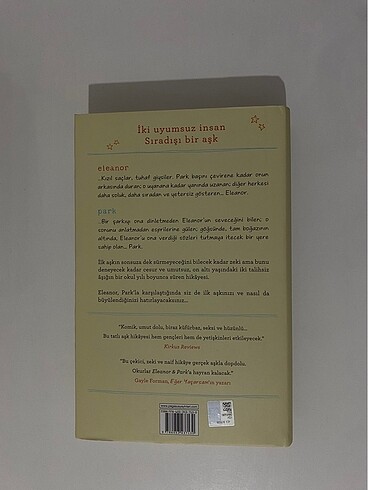 İki uyumsuz insan
Sıradışı bir aşk
eleanor
...Kızıl saçlar, tuhaf giysiler. Park başını çevirene kadar onun
arkasında duran; o uyanana kadar yanında uzanan; diğer herkesi
daha soluk, daha sıradan ve yetersiz gösteren... Eleanor.
park
...Bir şarkıyı ona dinletmeden Eleanor'un seveceğini bilen; o
sonunu anlatmadan esprilerine gülen; göğsünde, tam boğazının
altında, Eleanor'u ona verdiği sözleri tutmaya itecek bir yere
sahip olan... Park.
İlk aşkın sonsuza dek sürmeyeceğini bilecek kadar zeki ama bunu
deneyecek kadar cesur ve umutsuz, on altı yaşındaki iki talihsiz
âşığın bir okul yılı boyunca süren hikâyesi.
Eleanor, Park'la karşılaştığında siz de ilk aşkınızı ve nasıl da
büyülendiğinizi hatırlayacaksınız...
"Komik, umut dolu, biraz küfürbaz, seksi ve hüzünlü...
Bu tatlı aşk hikâyesi hem gençleri hem de yetişkinleri etkileyecek."
Kirkus Reviews
"Bu çekici, zeki ve naif hikâye gerçek aşkla dopdolu.
Okurlar Eleanor & Park'a hayran kalacak."
Gayle Forman, Eğer Yaşarsam'ın yazarı